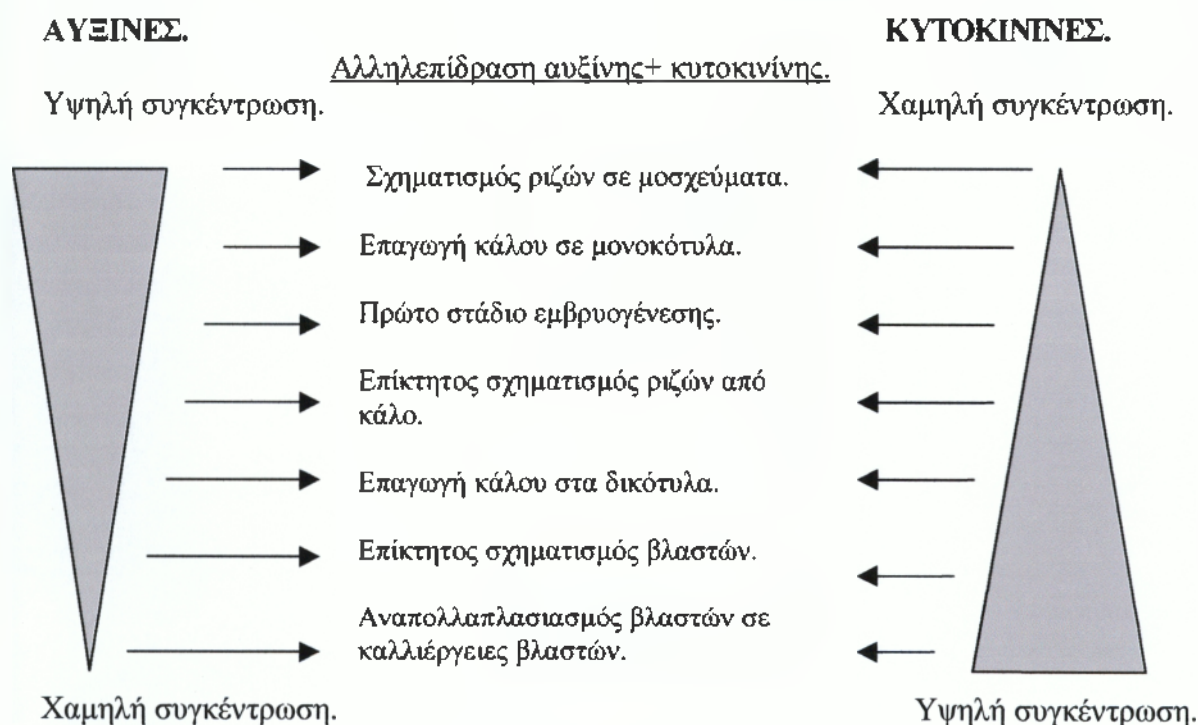 ΑΥΞΙΝΕΣ.
ΚΥΤΟΚΙΝΙΝΕΣ.
Αλληλεπίδραση αυξίνης+ κυτοκινίνης.
Υψηλή συγκέντρωση.
Χαμηλή συγκέντρωση.
Σχηματισμός ριζών σε μοσχεύματα.
Επαγωγή κάλου σε μονοκότυλα.
Πρώτο στάδιο εμβρυογένεσης.
Επίκτητος σχηματισμός ριζών από
κάλο.
Επαγωγή κάλου στα δικότυλα.
Επίκτητος σχηματισμός βλαστών.
Αναπολλαπλασιασμός βλαστών σε
καλλιέργειες βλαστών.
Χαμηλή συγκέντρωση.
Υψηλή συγκέντρωση.